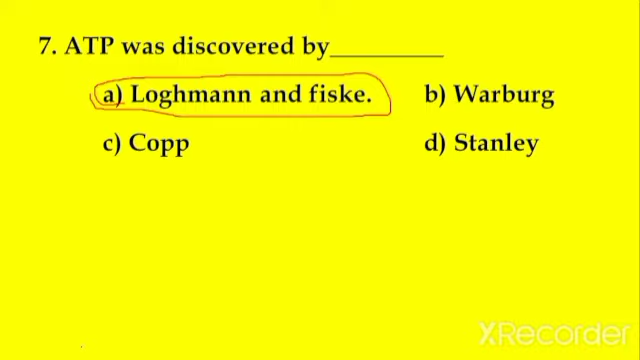 7. ATP was discovered by__________
a) Loghmann and fiske. b) Warburg
c) Copp d) Stanley
XRecorder